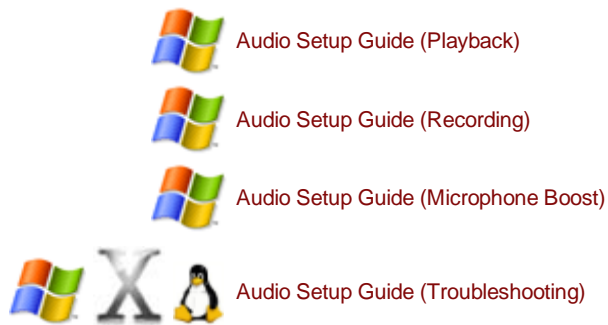 Audio Setup Guide (Playback)
Audio Setup Guide (Recording)
Audio Setup Guide (Microphone Boost)
X Audio Setup Guide (Troubleshooting)